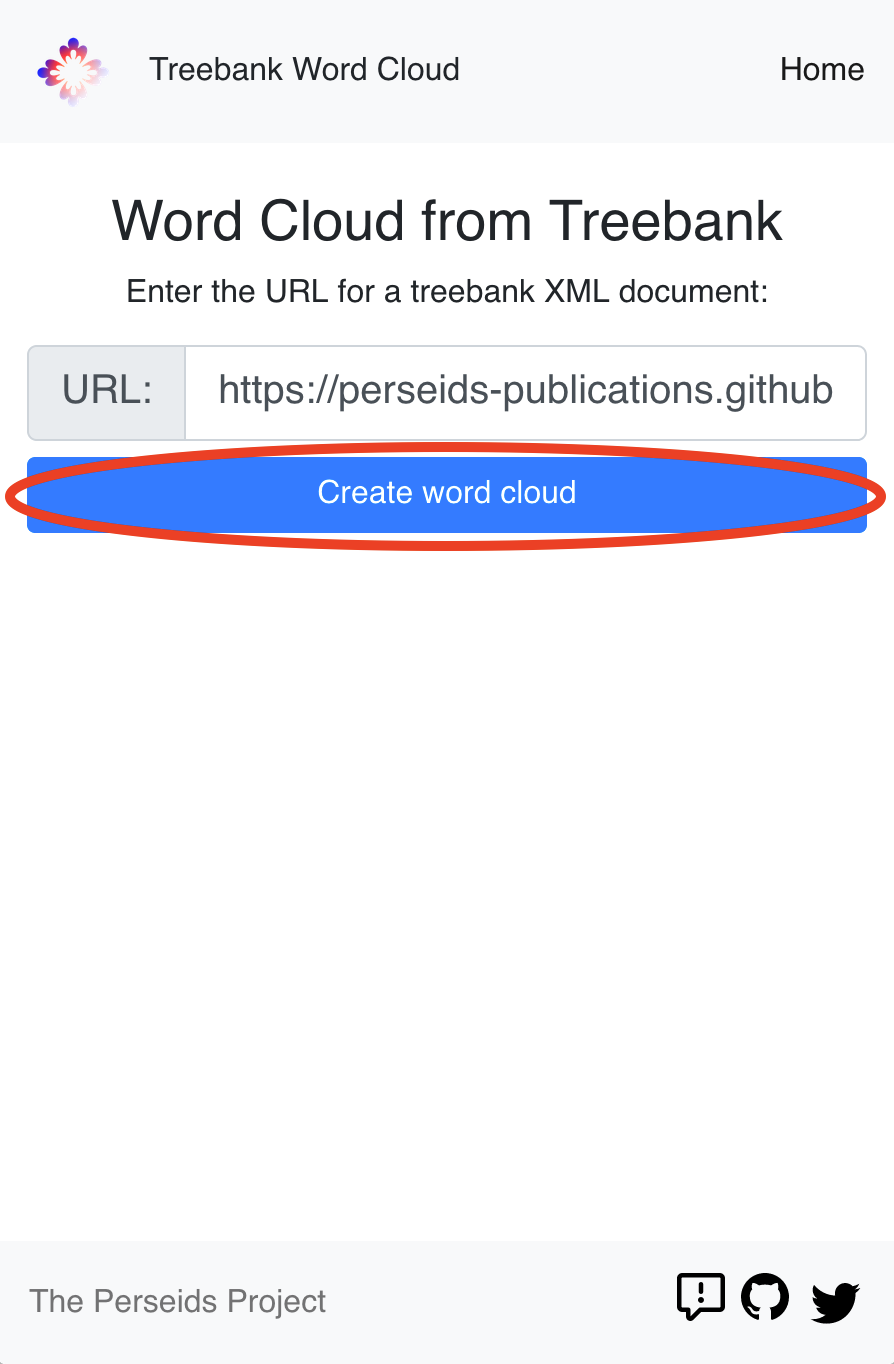 Treebank Word Cloud
Home
Word Cloud from Treebank
Enter the URL for a treebank XML document:
URL:
https://perseids-publications.github
Create word cloud
The Perseids Project